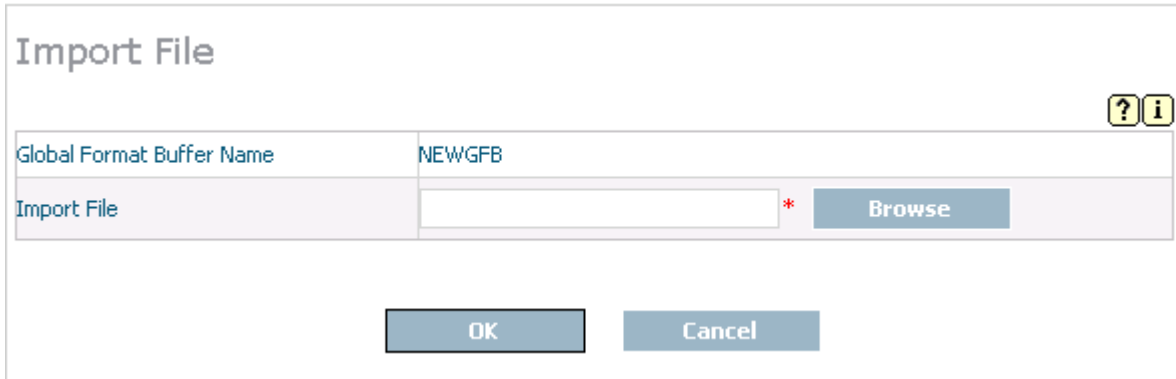 Import File
? i
Global Format Buffer Name NEWGFB
Import File * Browse
OK Cancel